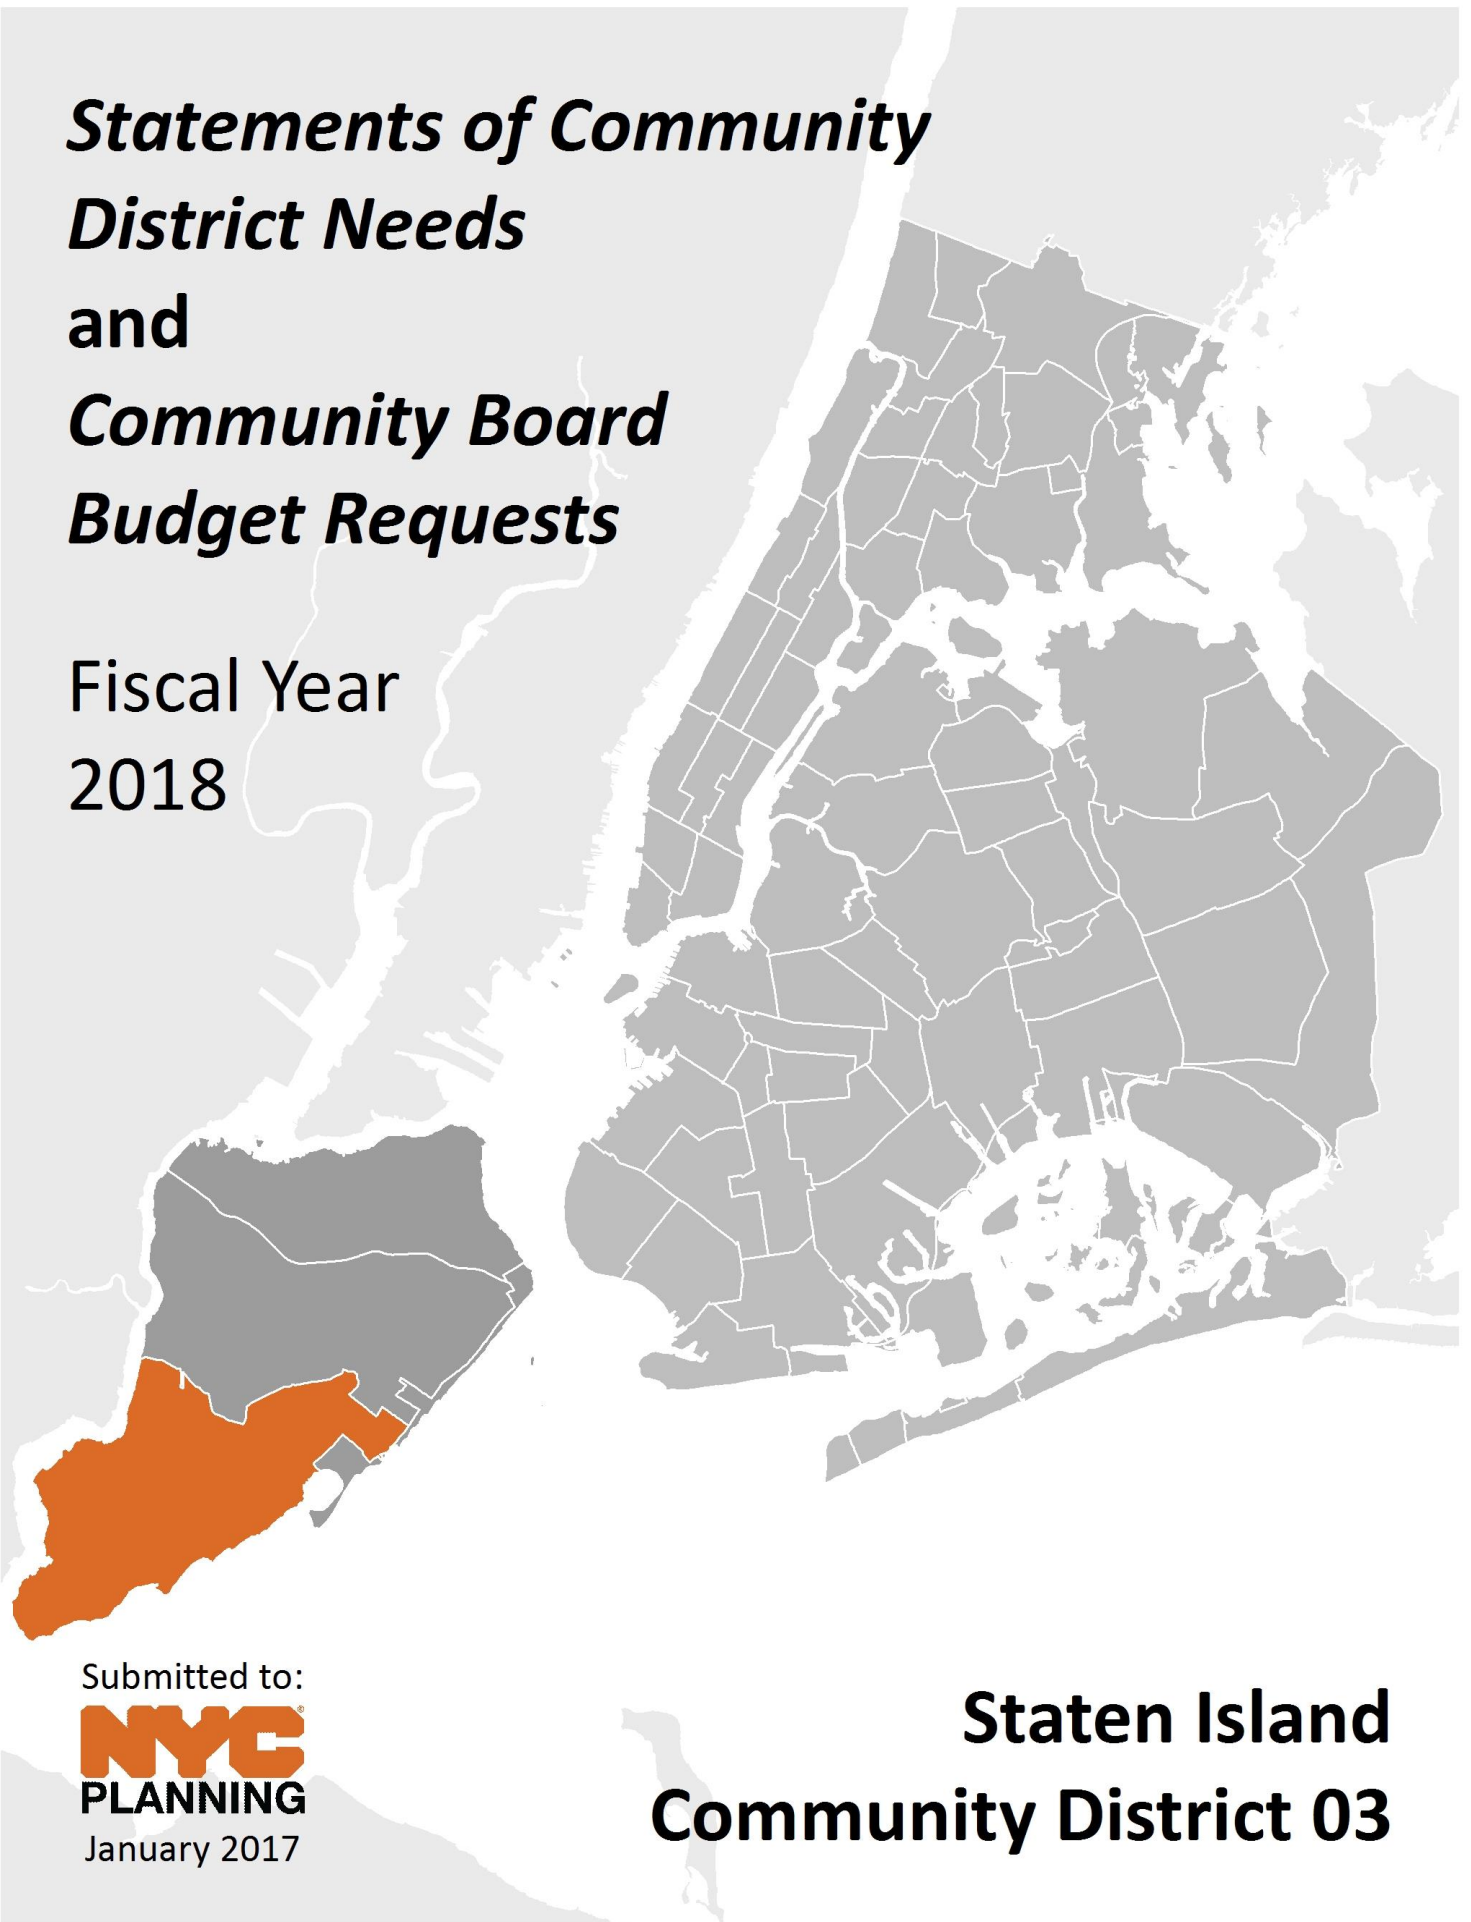 Statements of Community
District Needs
and
Community Board
Budget Requests
Fiscal Year
2018
Submitted to:
NYC©
PLANNING
January 2017
Staten Island
Community District 03